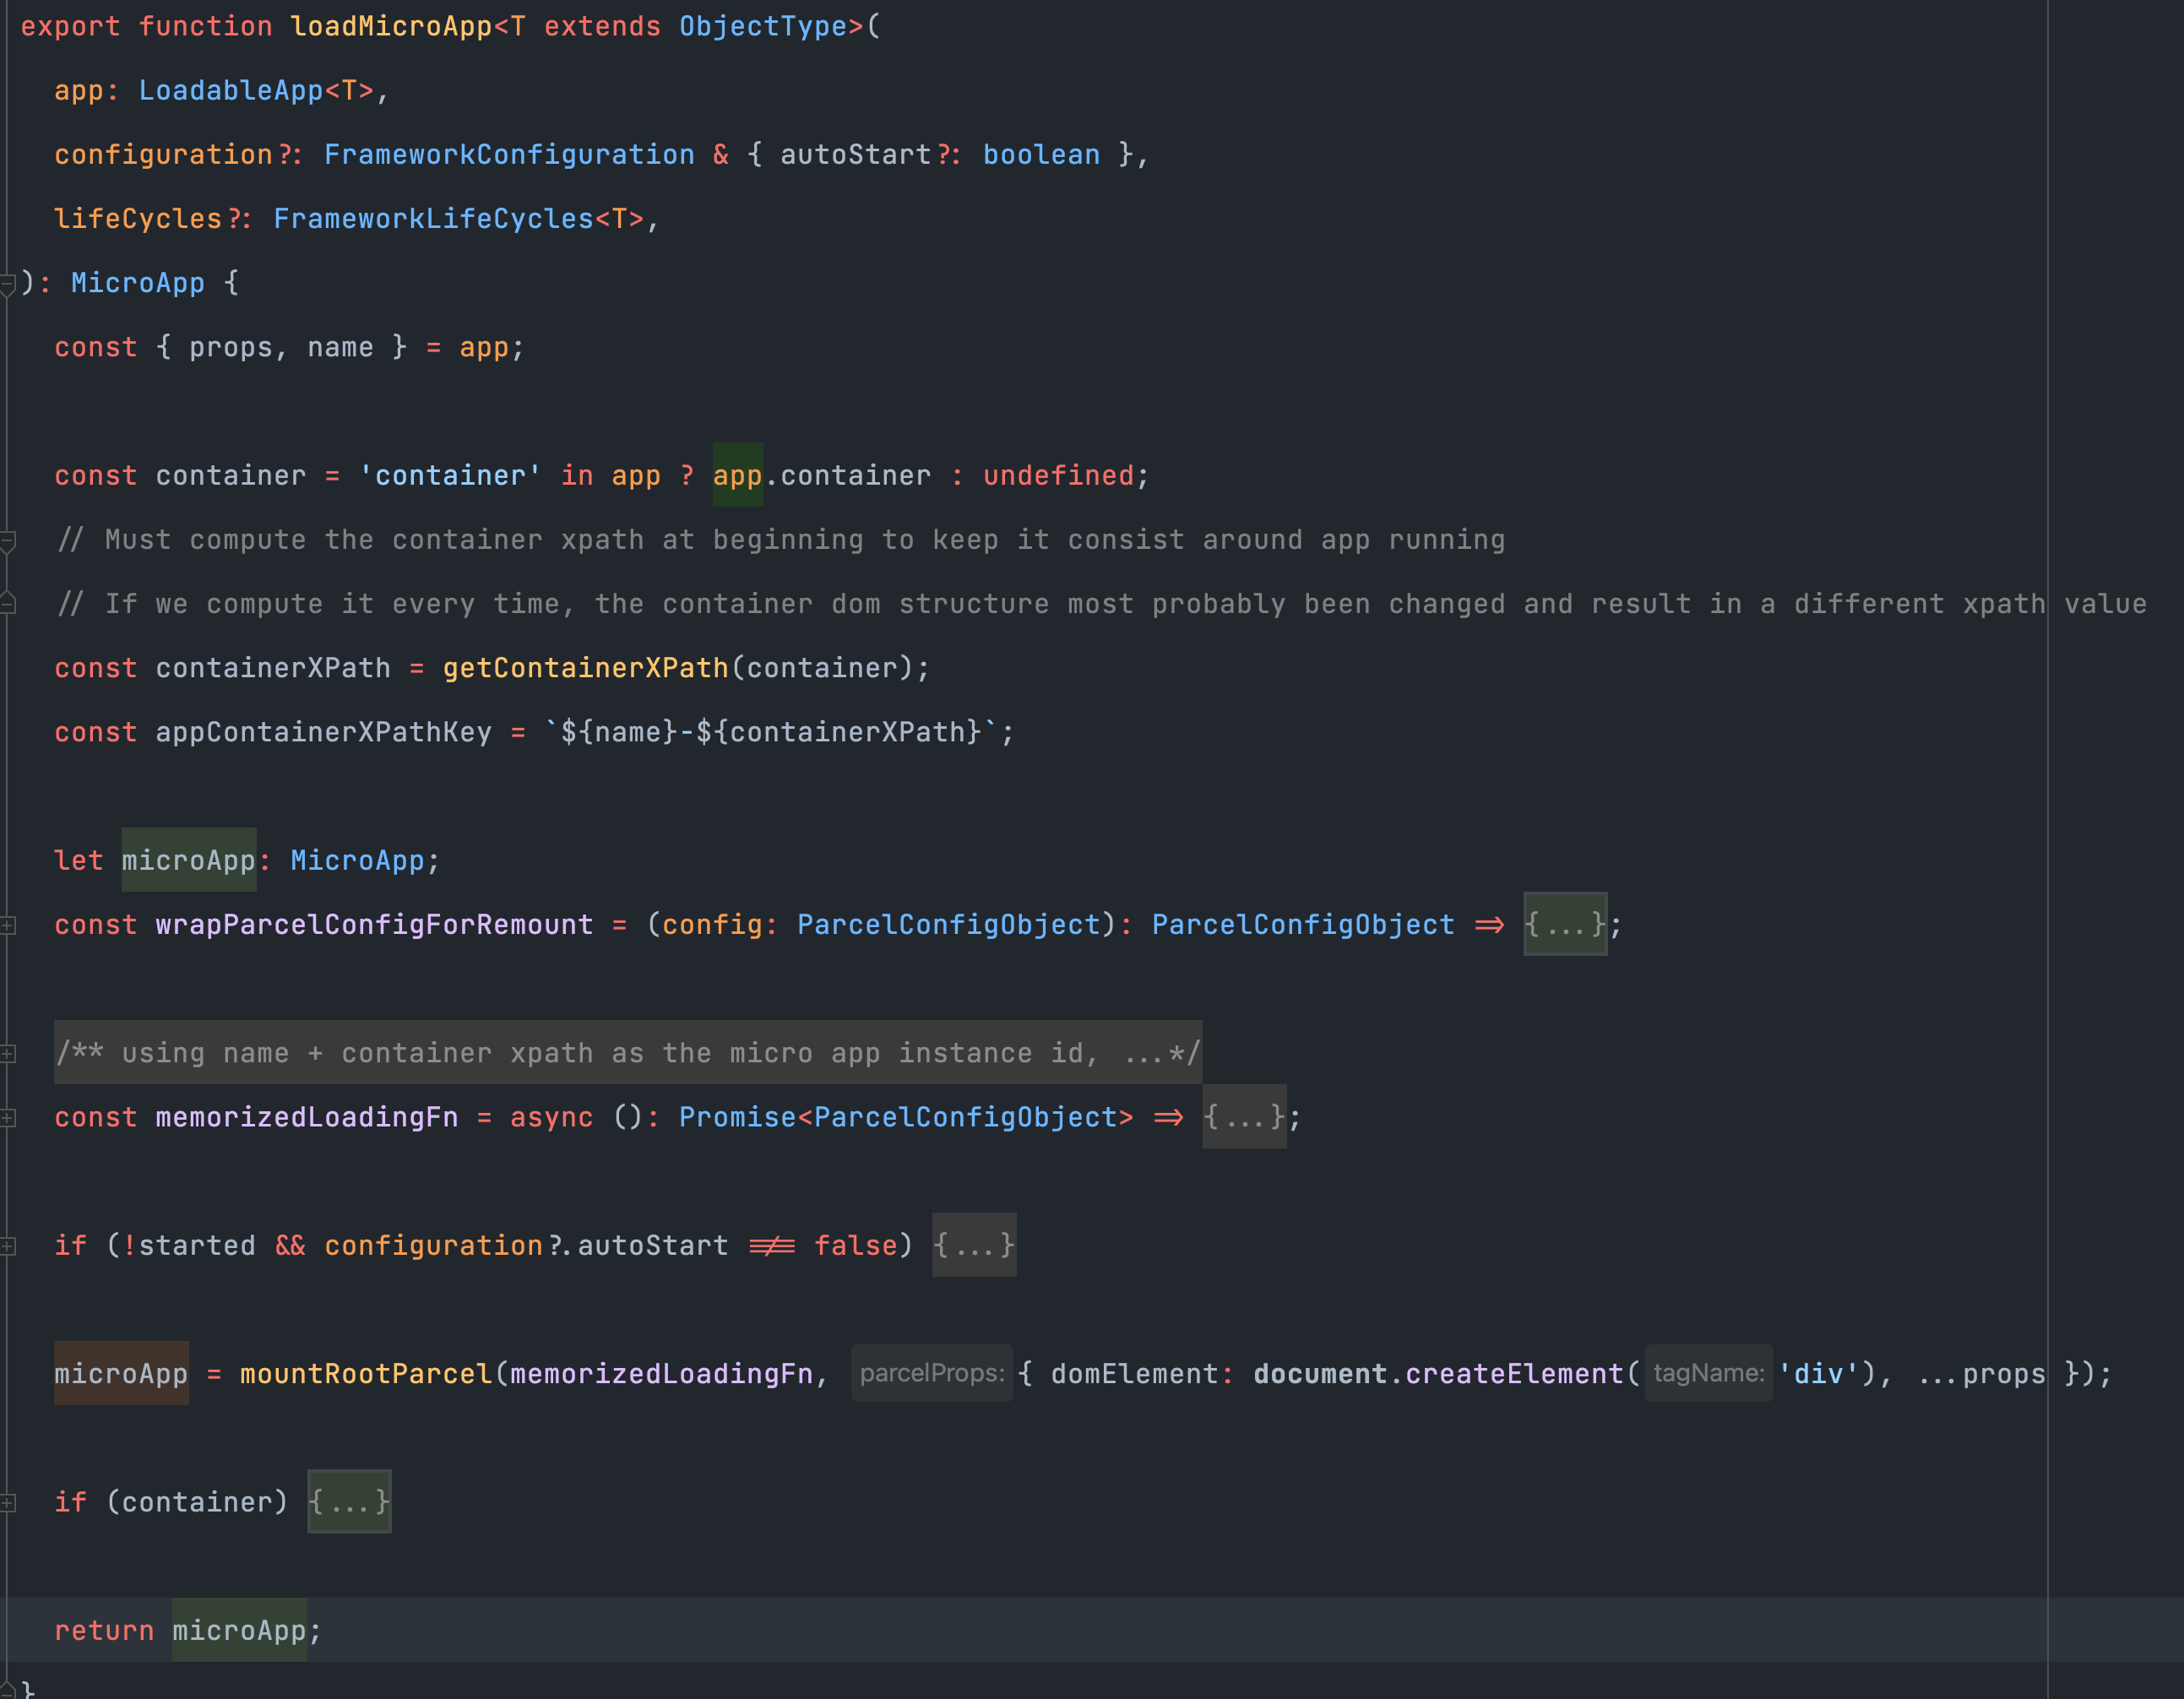 export function loadMicroApp<T extends ObjectType>(
  app: LoadableApp<T>,
  configuration?: FrameworkConfiguration & { autoStart?: boolean },
  lifeCycles?: FrameworkLifeCycles<T>,
): MicroApp {
  const { props, name } = app;
  const container = 'container' in app ? app.container : undefined;
  // Must compute the container xpath at beginning to keep it consist around app running
  // If we compute it every time, the container dom structure most probably been changed and result in a different xpath value
  const containerXPath = getContainerXPath(container);
  const appContainerXPathKey = `${name}-${containerXPath}`;
  let microApp: MicroApp;
  const wrapParcelConfigForRemount = (config: ParcelConfigObject): ParcelConfigObject => {...};
  /** using name + container xpath as the micro app instance id, ...*/
  const memorizedLoadingFn = async (): Promise<ParcelConfigObject> => {...};
  if (!started && configuration?.autoStart !== false) {...}
  microApp = mountRootParcel(memorizedLoadingFn, parcelProps: { domElement: document.createElement( tagName: 'div'), ...props });
  if (container) {...}
  return microApp;
}